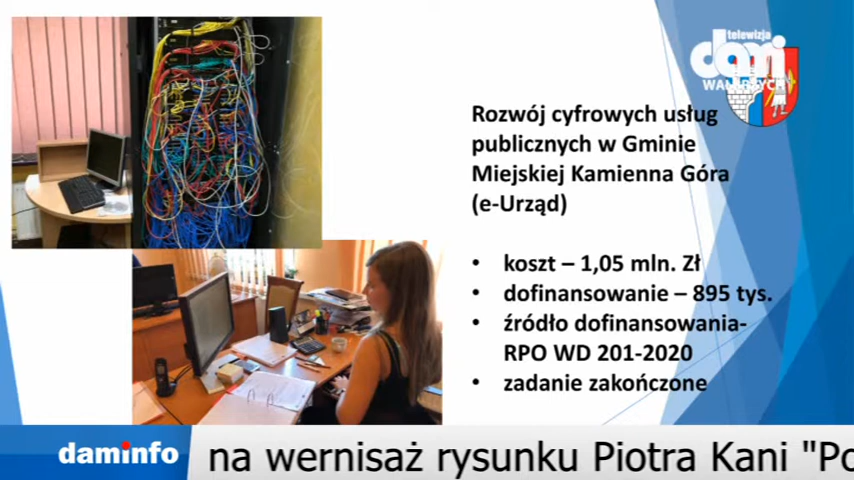 telewizja
dami
WAŁBRZYCH
Rozwój cyfrowych usług
publicznych w Gminie
Miejskiej Kamienna Góra
(e-Urząd)
• koszt – 1,05 mln. Zł
• dofinansowanie – 895 tys.
• źródło dofinansowania-
RPO WD 201-2020
• zadanie zakończone
daminfo
na wernisaż rysunku Piotra Kani "Po